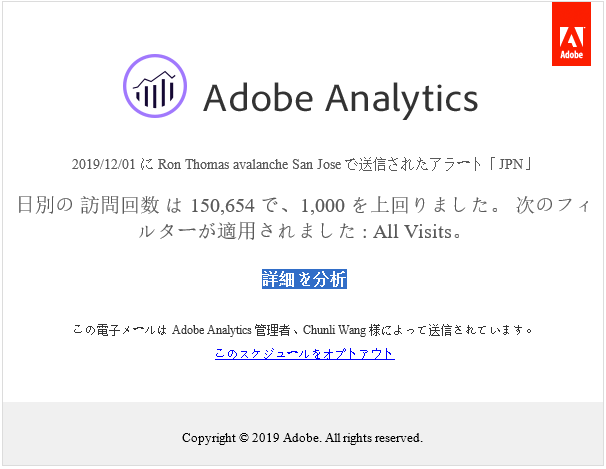 Adobe
Adobe Analytics
2019/12/01 に Ron Thomas avalanche San Jose で送信されたアラート「JPN」
日別の 訪問回数 は 150,654 で、1,000 を上回りました。 次のフィ
ルターが適用されました : All Visits。
詳細を分析
この電子メールは Adobe Analytics 管理者、Chunli Wang 様によって送信されています。
このスケジュールをオプトアウト
Copyright © 2019 Adobe. All rights reserved.